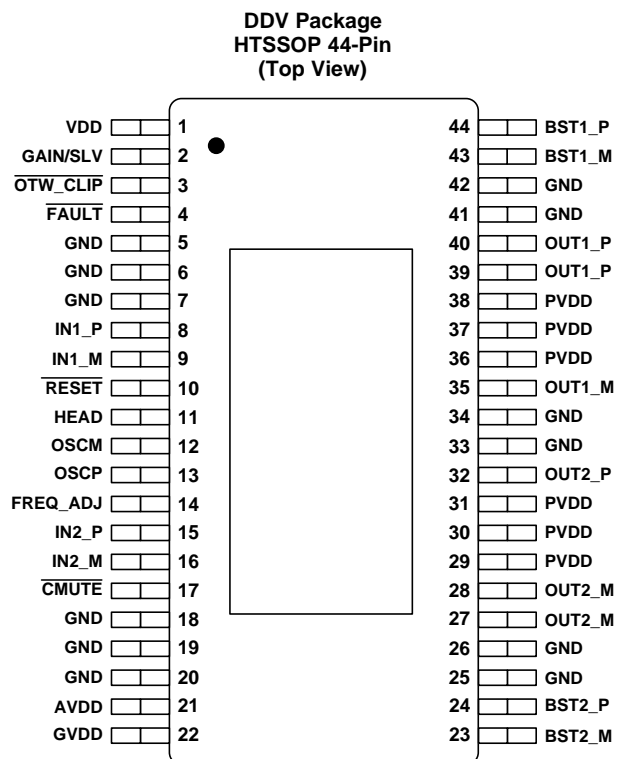 DDV Package
HTSSOP 44-Pin
(Top View)
VDD 1 44 BST1_P
GAIN/SLV 2 43 BST1_M
OTW_CLIP 3 42 GND
FAULT 4 41 GND
GND 5 40 OUT1_P
GND 6 39 OUT1_P
GND 7 38 PVDD
IN1_P 8 37 PVDD
IN1_M 9 36 PVDD
RESET 10 35 OUT1_M
HEAD 11 34 GND
OSCM 12 33 GND
OSCP 13 32 OUT2_P
FREQ_ADJ 14 31 PVDD
IN2_P 15 30 PVDD
IN2_M 16 29 PVDD
CMUTE 17 28 OUT2_M
GND 18 27 OUT2_M
GND 19 26 GND
GND 20 25 GND
AVDD 21 24 BST2_P
GVDD 22 23 BST2_M